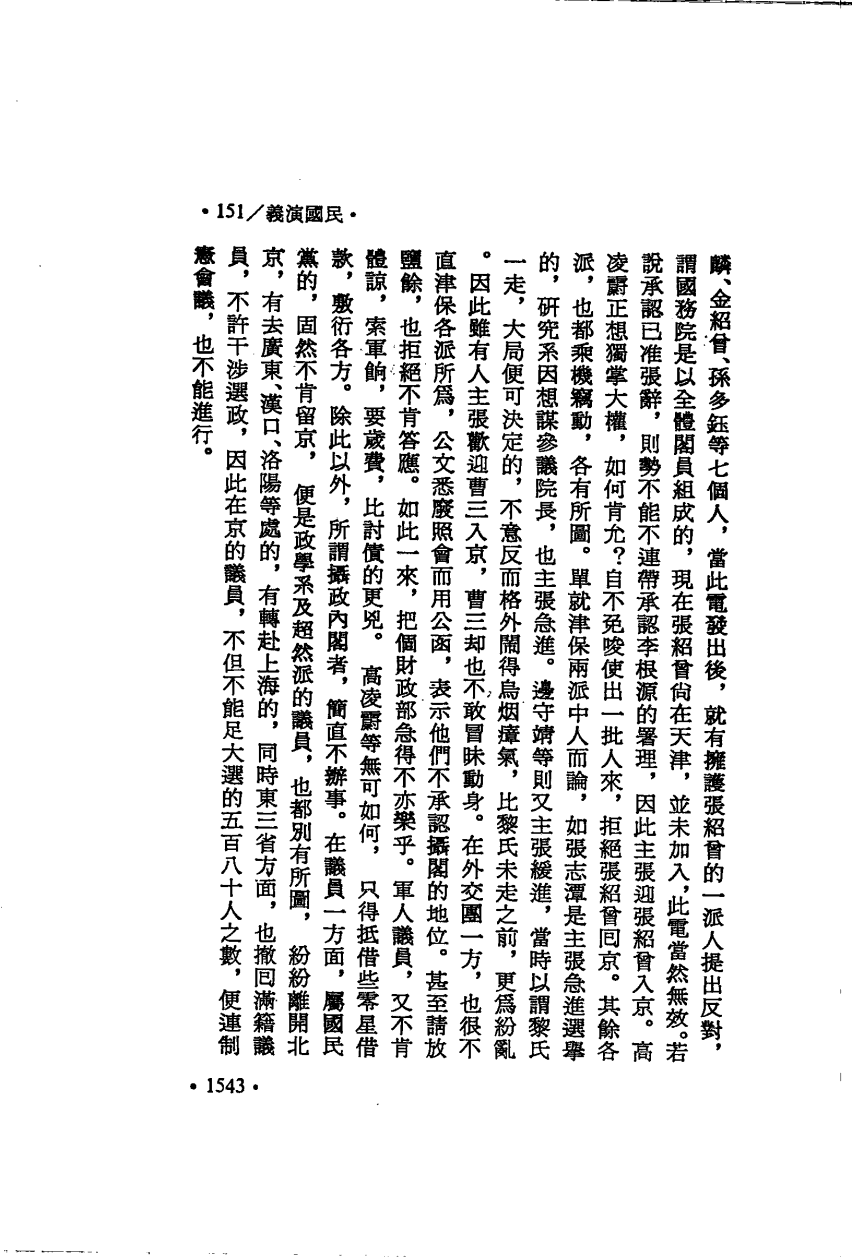 •151/義演國民•
麟、金紹曾、孫多鈺等七個人，當此電發出後，就有擁護張紹曾的一派人提出反對，
謂國務院是以全體閣員組成的，現在張紹曾尙在天津，並未加入，此電當然無效。若
說承認已准張辭，則勢不能不連帶承認李根源的署理，因此主張迎張紹曾入京。高
凌霨正想獨掌大權，如何肯允？自不免唆使出一批人來，拒絕張紹曾回京。其餘各
派，也都乘機竊動，各有所圖。單就津保兩派中人而論，如張志潭是主張急進選舉
的，研究系因想謀參議院長，也主張急進。邊守靖等則又主張緩進，當時以謂黎氏
一走，大局便可決定的，不意反而格外鬧得烏烟瘴氣，比黎氏未走之前，更爲紛亂
。因此雖有人主張歡迎曹三入京，曹三却也不敢冒昧動身。在外交團一方，也很不
直津保各派所爲，公文悉廢照會而用公函，表示他們不承認攝閣的地位。甚至請放
鹽餘，也拒絕不肯答應。如此一來，把個財政部急得不亦樂乎。軍人議員，又不肯
體諒，索軍餉，要歲費，比討債的更兇。高凌霨等無可如何，只得抵借些零星借
款，敷衍各方。除此以外，所謂攝政內閣者，簡直不辦事。在議員一方面，屬國民
黨的，固然不肯留京，便是政學系及超然派的議員，也都別有所圖，紛紛離開北
京，有去廣東、漢口、洛陽等處的，有轉赴上海的，同時東三省方面，也撤回滿籍議
員，不許干涉選政，因此在京的議員，不但不能足大選的五百八十人之數，便連制
憲會議，也不能進行。
•1543•